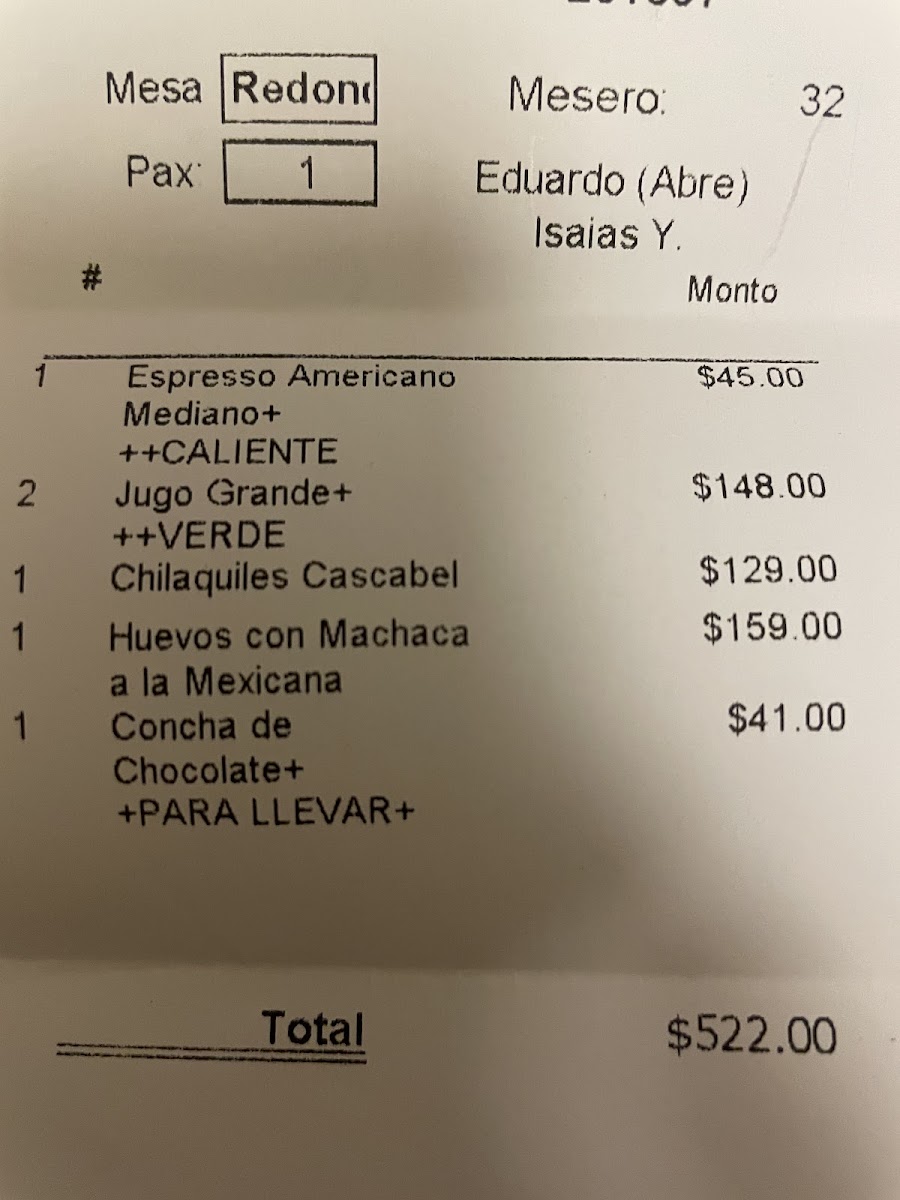 Mesa Redon Mesero: 32
Pax: 1 Eduardo (Abre)
Isaias Y.
#
Monto
1 Espresso Americano $45.00
Mediano+
++CALIENTE
2 Jugo Grande+ $148.00
++VERDE
1 Chilaquiles Cascabel $129.00
1 Huevos con Machaca $159.00
a la Mexicana
1 Concha de $41.00
Chocolate+
+PARA LLEVAR+
Total $522.00